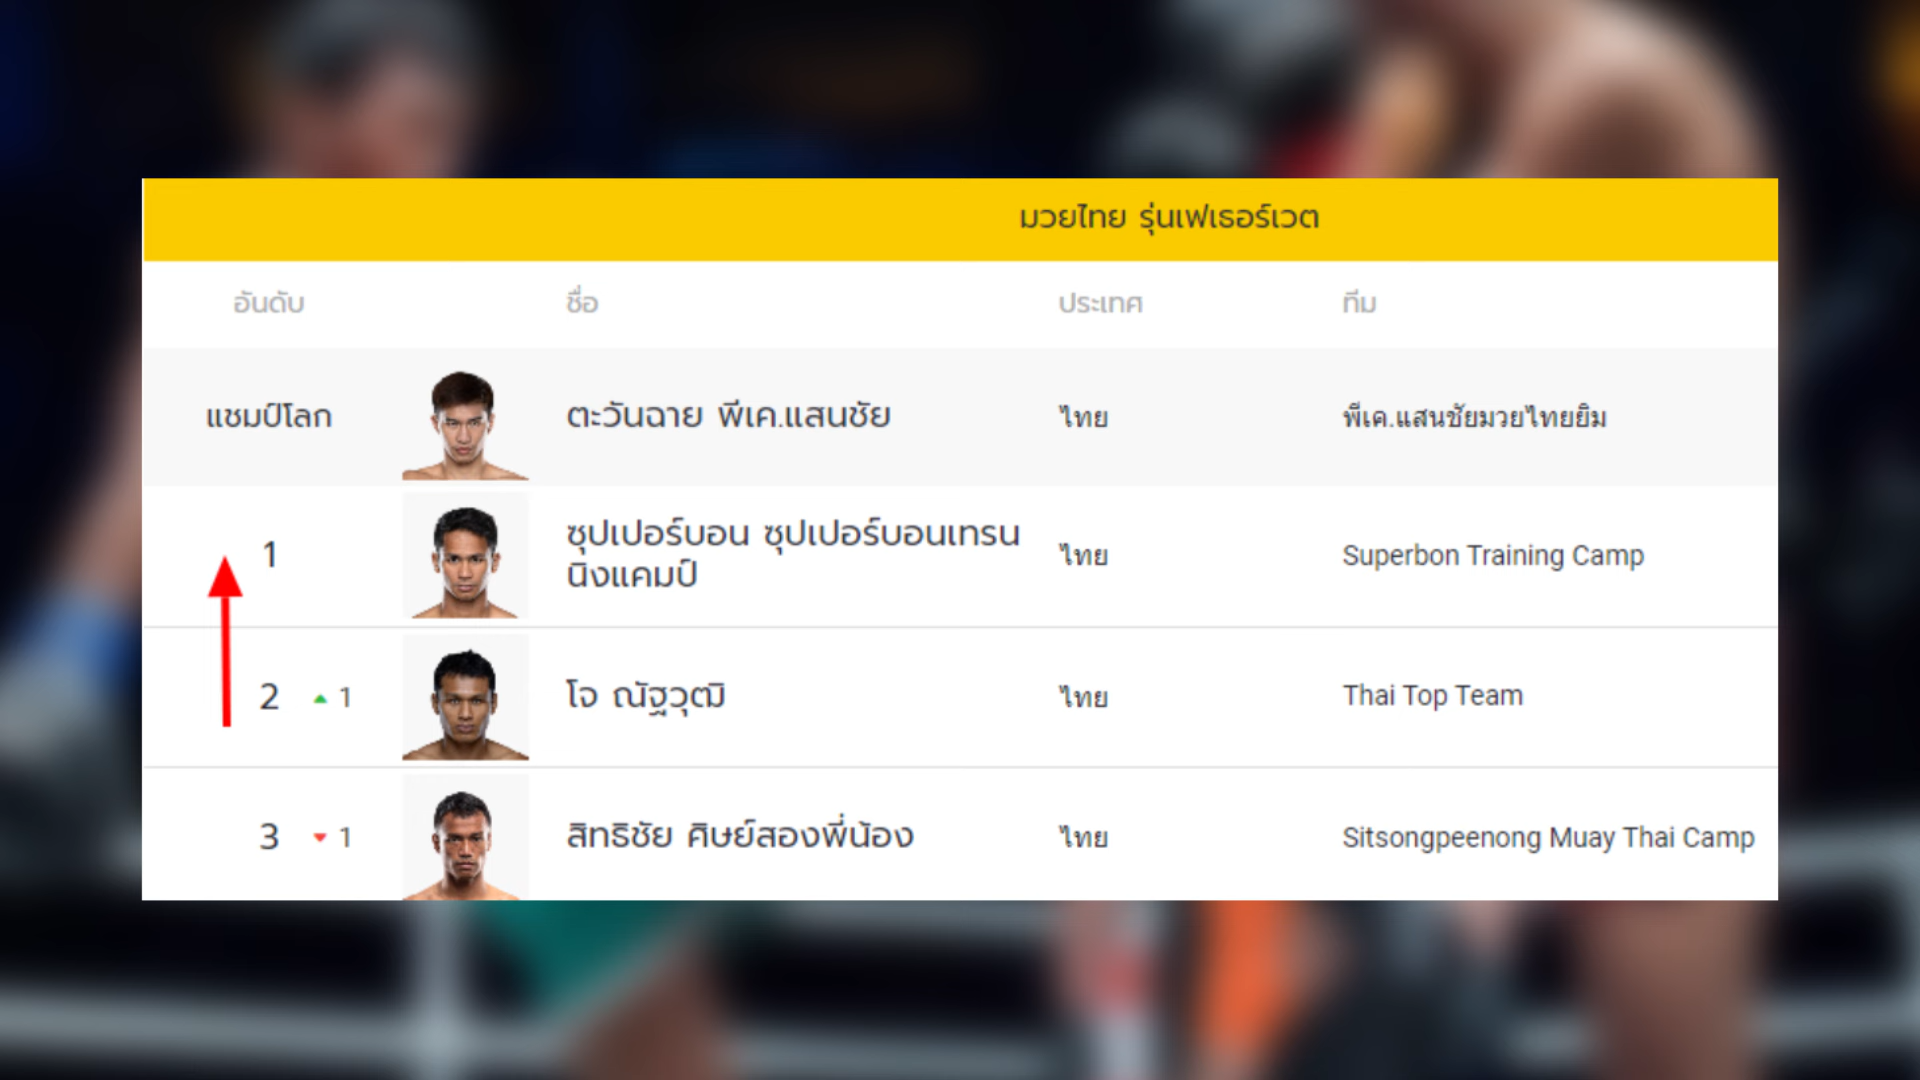 มวยไทย รุ่นเฟเธอร์เวต
อันดับ ชื่อ ประเทศ ทีม
แชมป์โลก ตะวันฉาย พีเค.แสนชัย ไทย พีเค.แสนชัยมวยไทยยิม
1 ซุปเปอร์บอน ซุปเปอร์บอนเทรน ไทย Superbon Training Camp
นิงแคมป์
2 1 โจ ณัฐวุฒิ ไทย Thai Top Team
3 1 สิทธิชัย ศิษย์สองพี่น้อง ไทย Sitsongpeenong Muay Thai Camp